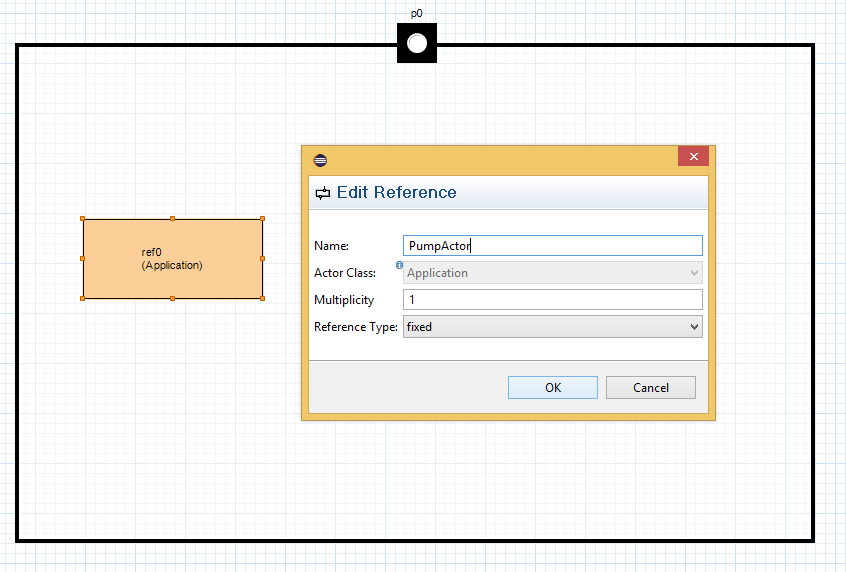 p0
ref0
(Application)
Edit Reference
Name: PumpActor
Actor Class: Application
Multiplicity 1
Reference Type: fixed
OK Cancel